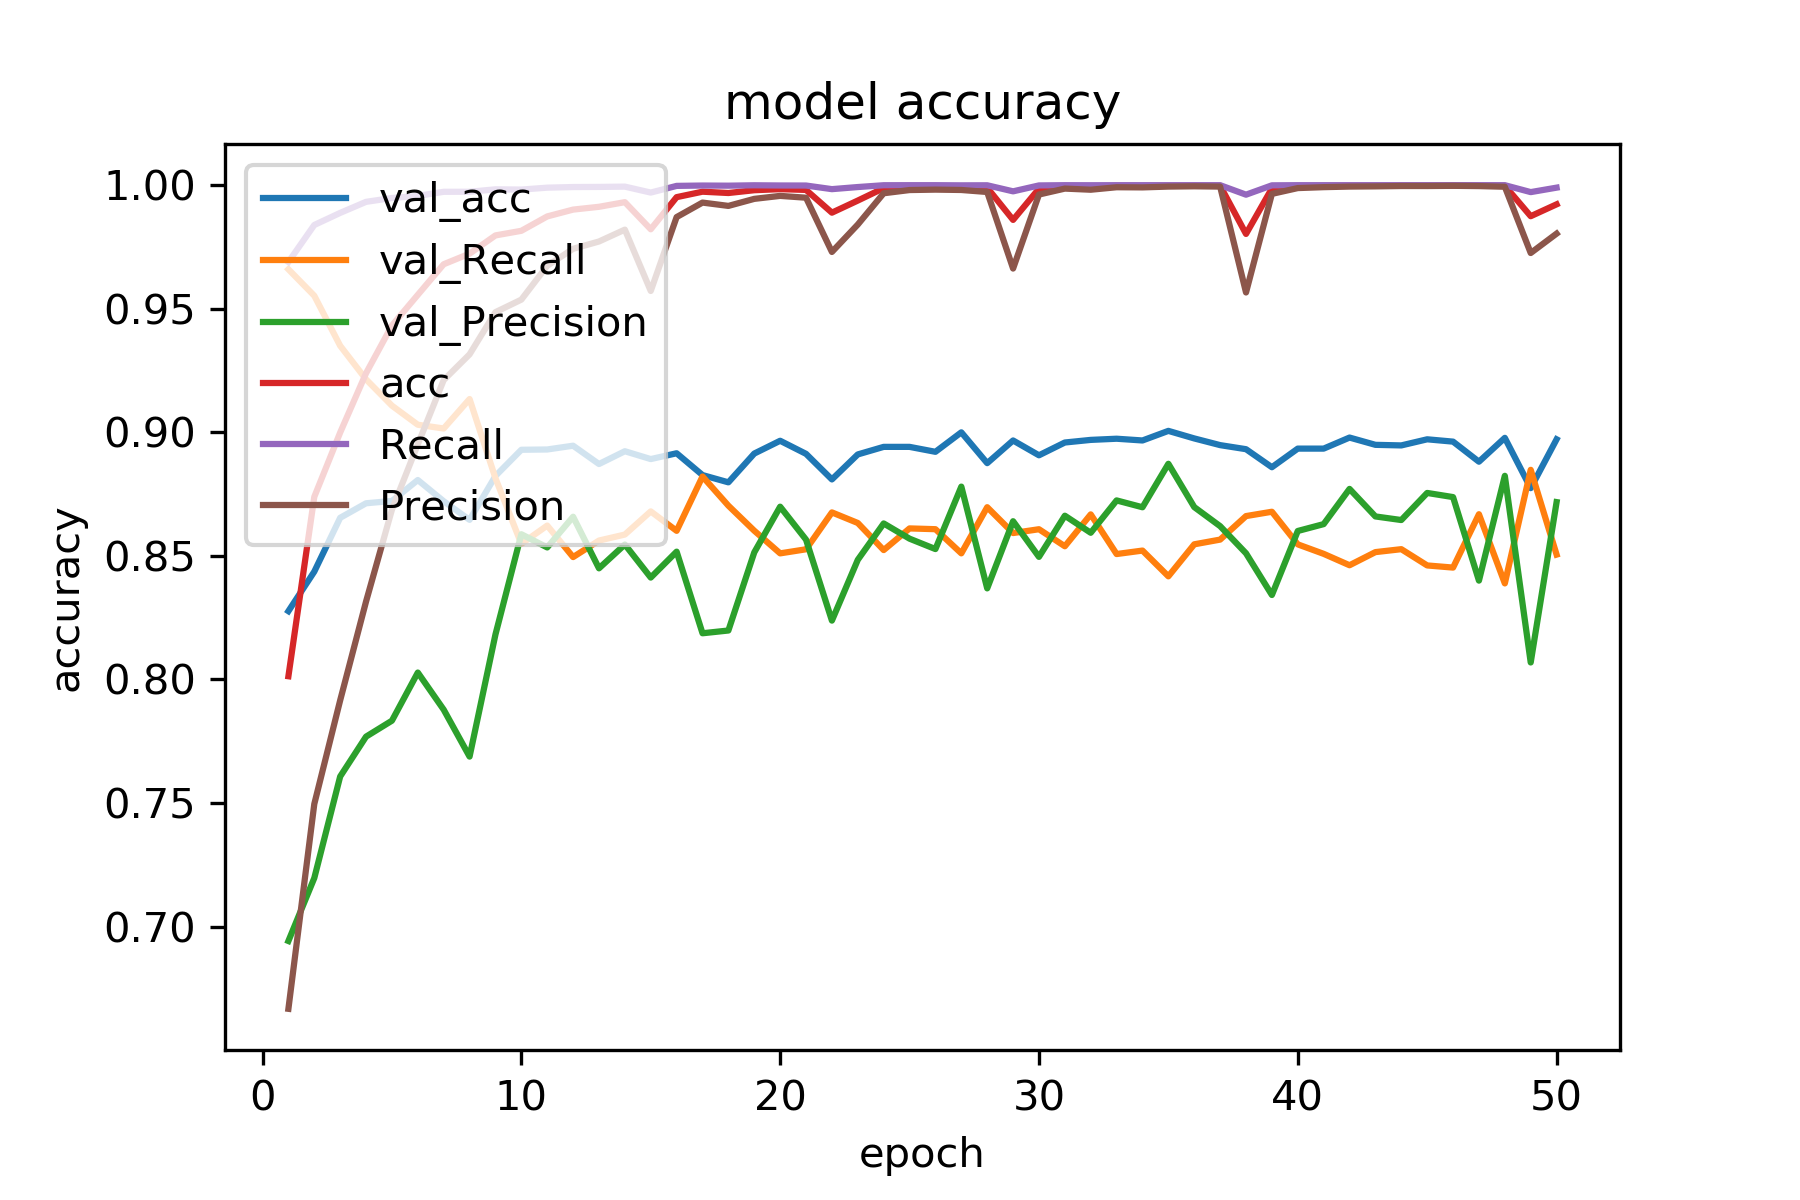 model accuracy
val_acc
val_Recall
val_Precision
acc
Recall
Precision
1.00
0.95
0.90
0.85
0.80
0.75
0.70
accuracy
0 10 20 30 40 50
epoch